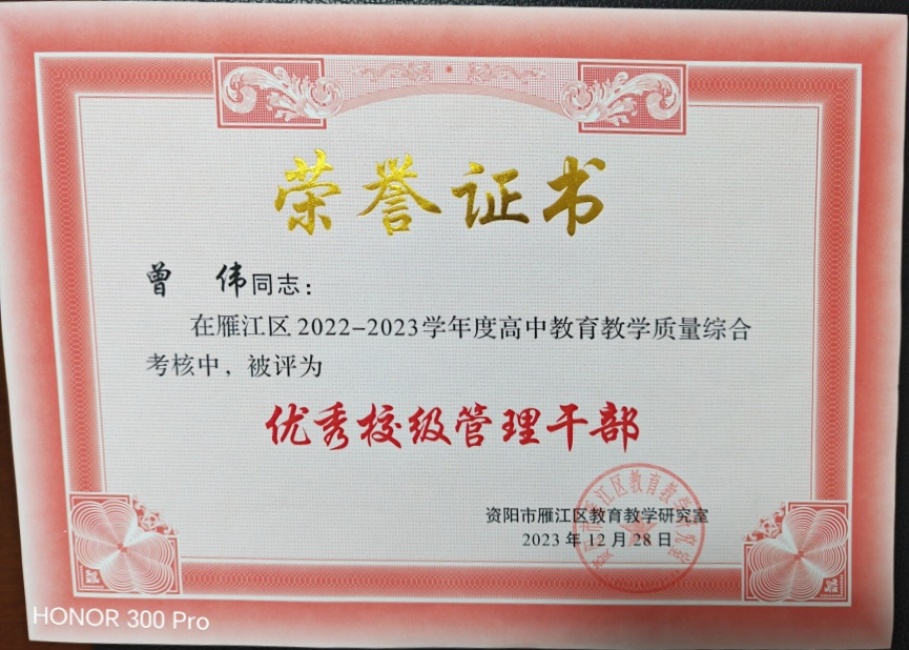 荣誉证书
曾 伟同志：
在雁江区2022-2023学年度高中教育教学质量综合
考核中，被评为
优秀校级管理干部
资阳市雁江区教育教学研究室
2023年12月28日
HONOR 300 Pro